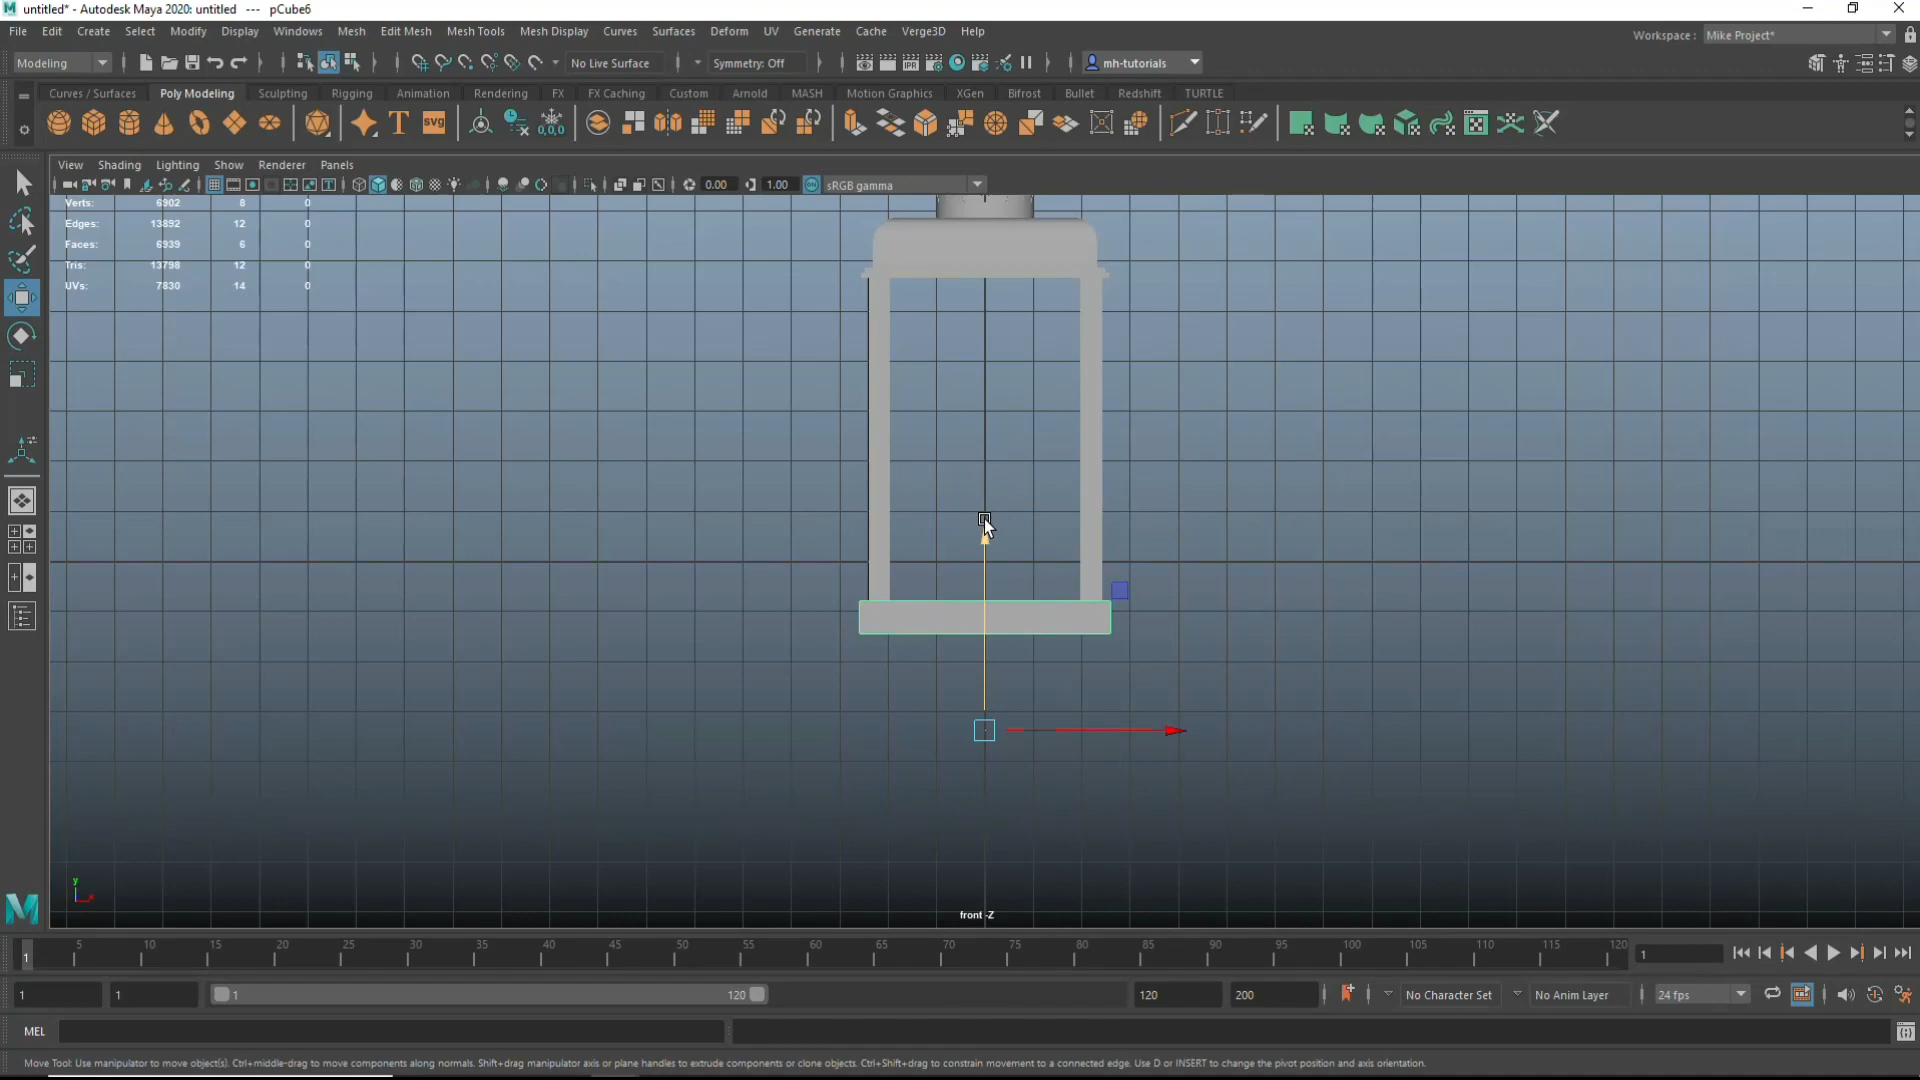 untitled* - Autodesk Maya 2020: untitled --- pCube6
File Edit Create Select Modify Display Windows Mesh Edit Mesh Mesh Tools Mesh Display Curves Surfaces Deform UV Generate Cache Verge3D Help
Workspace : Mike Project*
Modeling No Live Surface Symmetry: Off mh-tutorials
Curves / Surfaces Poly Modeling Sculpting Rigging Animation Rendering FX FX Caching Custom Arnold MASH Motion Graphics XGen Bifrost Bullet Redshift TURTLE
T SVG 0,0,0
View Shading Lighting Show Renderer Panels
0.00 1.00 sRGB gamma
Verts: 6902 8 0
Edges: 13892 12 0
Faces: 6939 6 0
Tris: 13798 12 0
UVs: 7830 14 0
y
x
front -Z
5 10 15 20 25 30 35 40 45 50 55 60 65 70 75 80 85 90 95 100 105 110 115 120
1 1
1 1 1 120 120 200 No Character Set No Anim Layer 24 fps
MEL
Move Tool: Use manipulator to move object(s). Ctrl+middle-drag to move components along normals. Shift+drag manipulator axis or plane handles to extrude components or clone objects. Ctrl+Shift+drag to constrain movement to a connected edge. Use D or INSERT to change the pivot position and axis orientation.